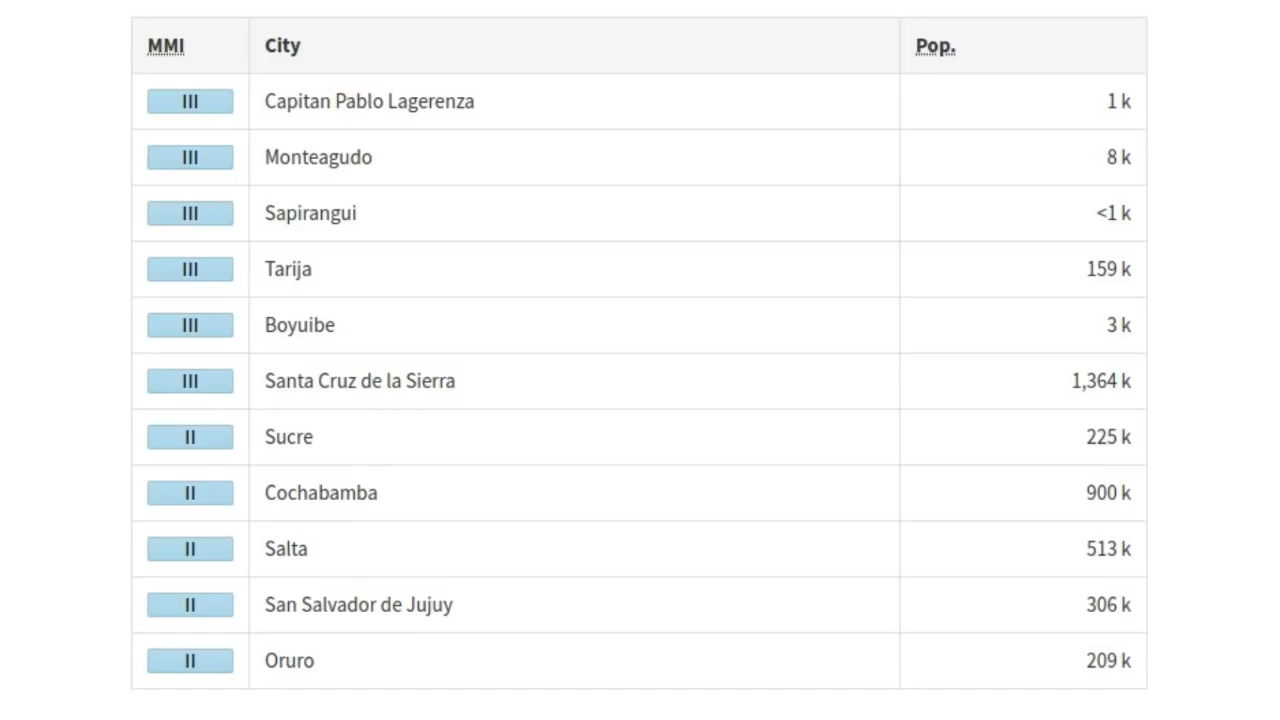 MMI City Pop.
III Capitan Pablo Lagerenza 1 k
III Monteagudo 8 k
III Sapirangui <1 k
III Tarija 159 k
III Boyuibe 3 k
III Santa Cruz de la Sierra 1,364 k
II Sucre 225 k
II Cochabamba 900 k
II Salta 513 k
II San Salvador de Jujuy 306 k
II Oruro 209 k